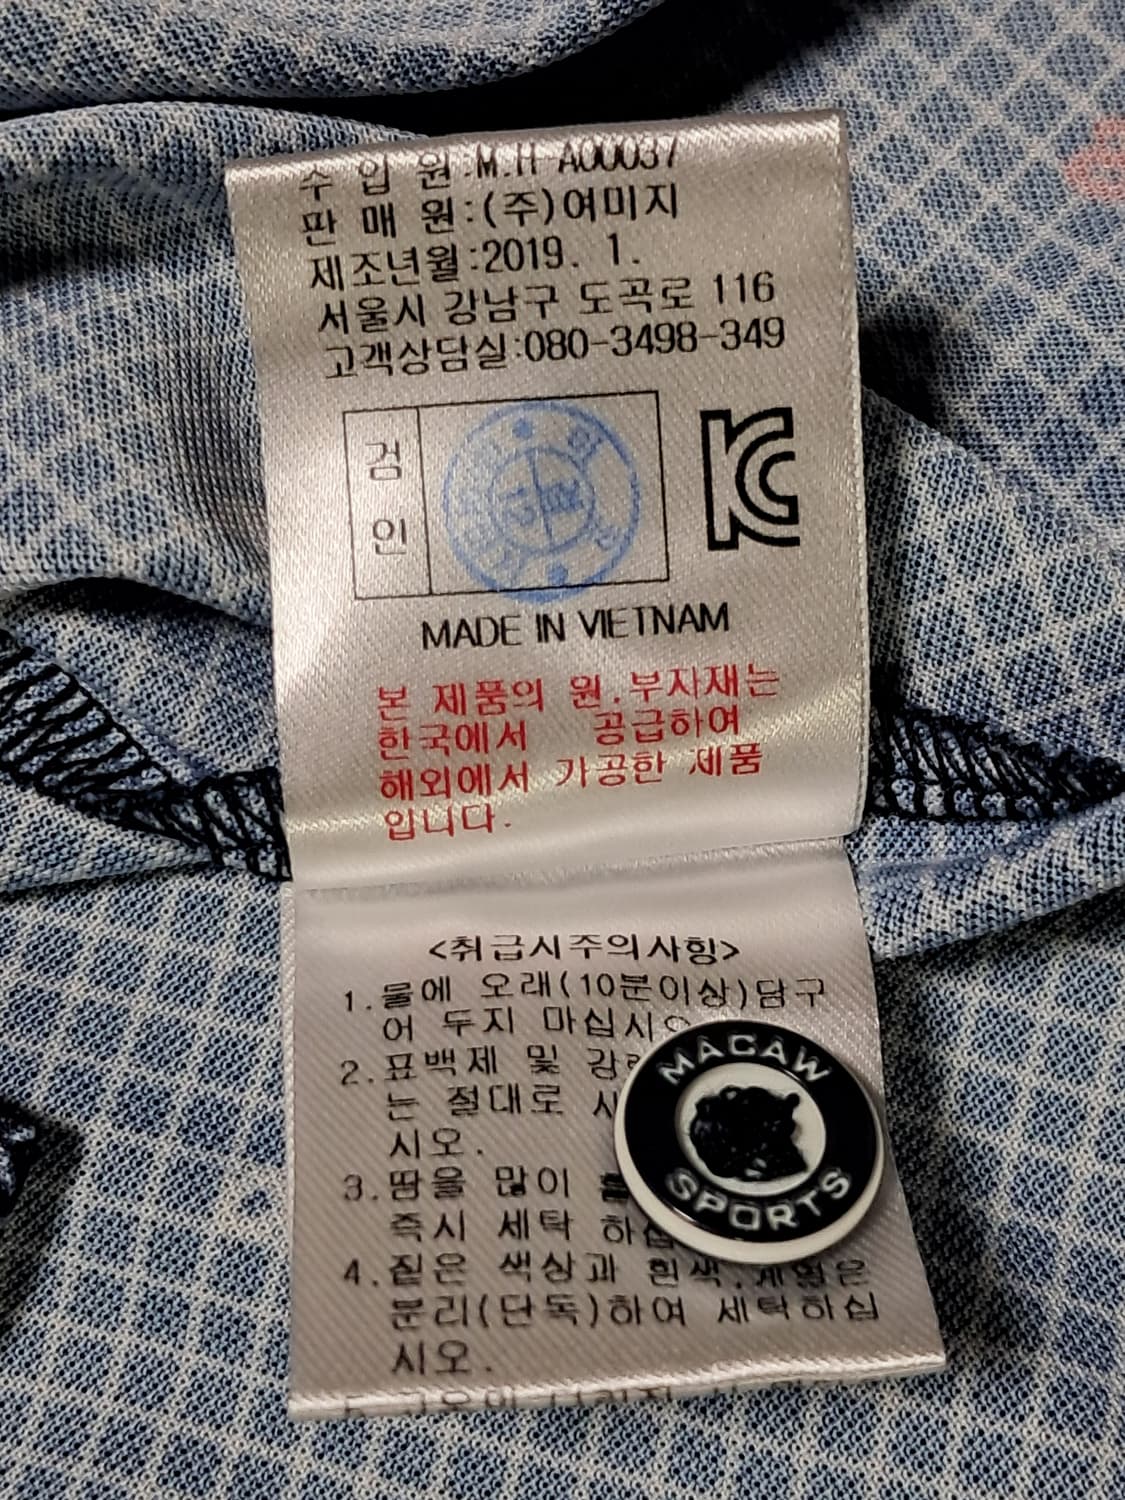 수 입 원:M.H-A00037
판 매 원:(주)여미지
제조년월:2019. 1.
서울시 강남구 도곡로 116
고객상담실:080-3498-349
검
인
KC
MADE IN VIETNAM
본 제품의 원.부자재는
한국에서 공급하여
해외에서 가공한 제품
입니다.
<취급시주의사항>
1.물에 오래(10분이상)담구
어 두지 마십시오
2.표백제 및
는 절대로
시오.
3.땀을 많이
즉시 세탁
4.짙은 색상과 흰색.계열은
분리(단독)하여 세탁하십
시오.
MACAW
SPORTS